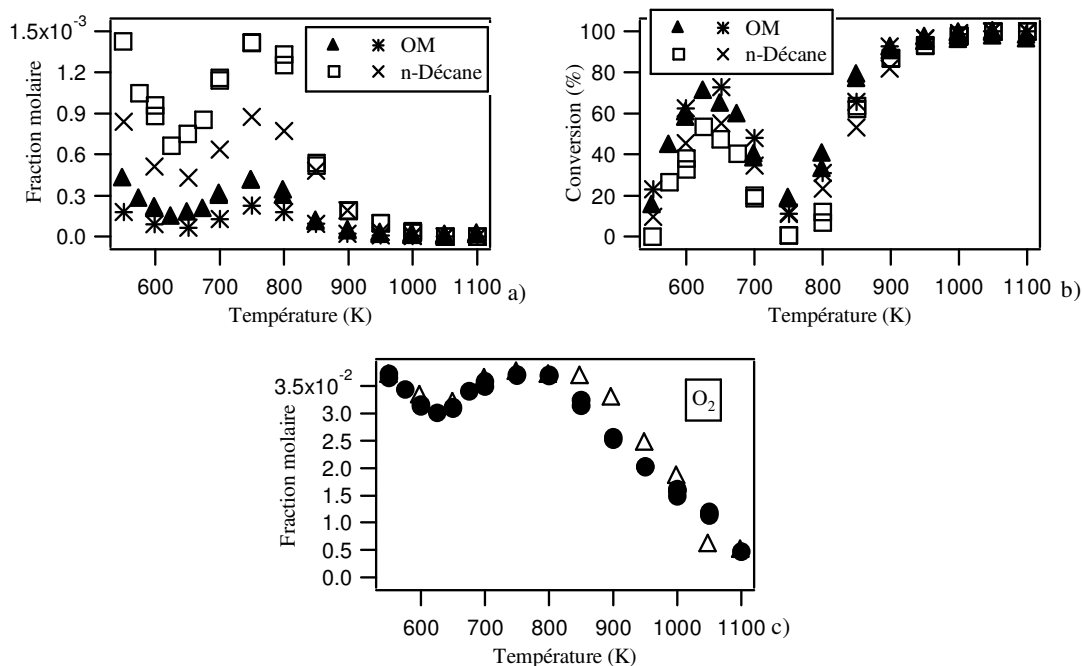 1.5x10-3
1.2
0.9
0.6
0.3
0.0
Fraction molaire
OM
n-Décane
600 700 800 900 1000 1100
a)
Température (K)
100
80
60
40
20
0
Conversion (%)
OM
n-Décane
600 700 800 900 1000 1100
b)
Température (K)
3.5x10-2
3.0
2.5
2.0
1.5
1.0
0.5
0.0
Fraction molaire
O2
600 700 800 900 1000 1100
c)
Température (K)